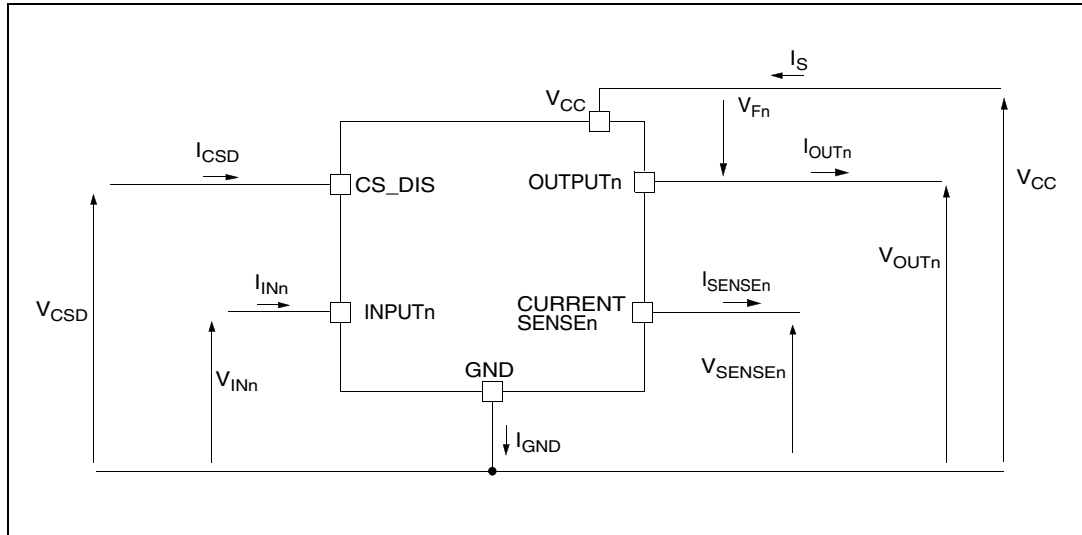 I_S
V_CC
V_Fn
I_CSD
I_OUTn
CS_DIS
OUTPUTn
V_CC
V_OUTn
I_INn
I_SENSEn
V_CSD
INPUTn
CURRENT
SENSEn
V_INn
GND
V_SENSEn
I_GND